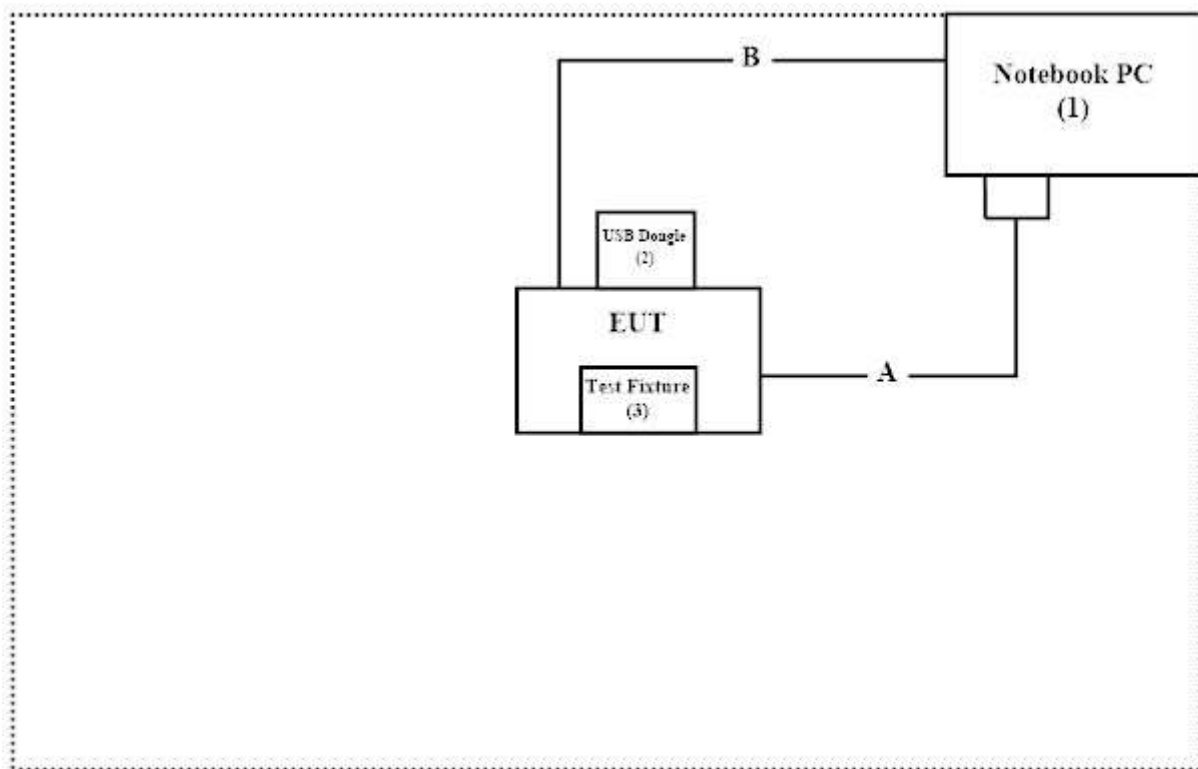 B
Notebook PC
(1)
USB Dongle
(2)
EUT
A
Test Fixture
(3)